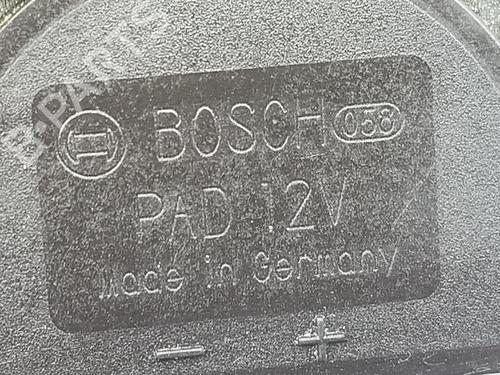 B-PARTS
BOSCH 058
PAD 12V
Made in Germany
- +